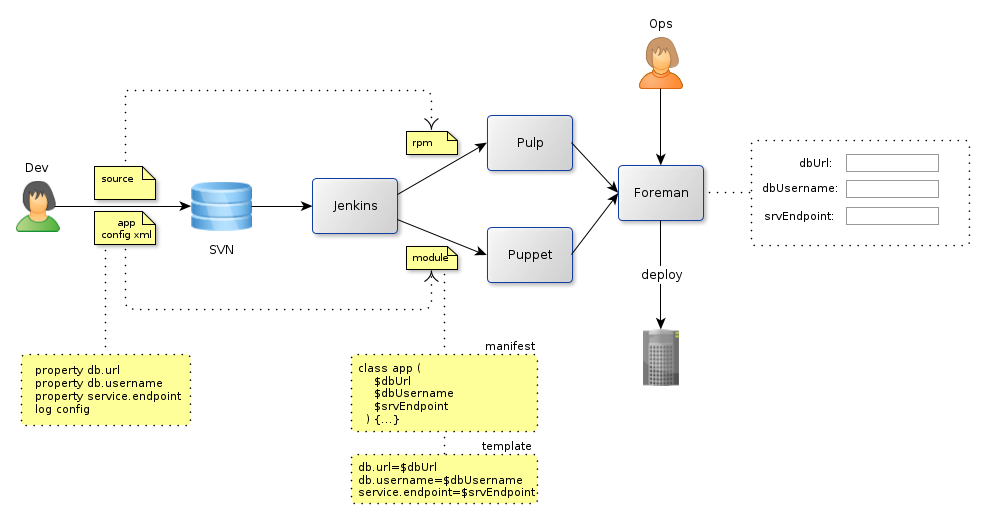 Ops
Dev
source
app
config xml
SVN
Jenkins
rpm
module
Pulp
Puppet
Foreman
deploy
dbUrl:
dbUsername:
srvEndpoint:
property db.url
property db.username
property service.endpoint
log config
manifest
class app (
$dbUrl
$dbUsername
$srvEndpoint
) {...}
template
db.url=$dbUrl
db.username=$dbUsername
service.endpoint=$srvEndpoint